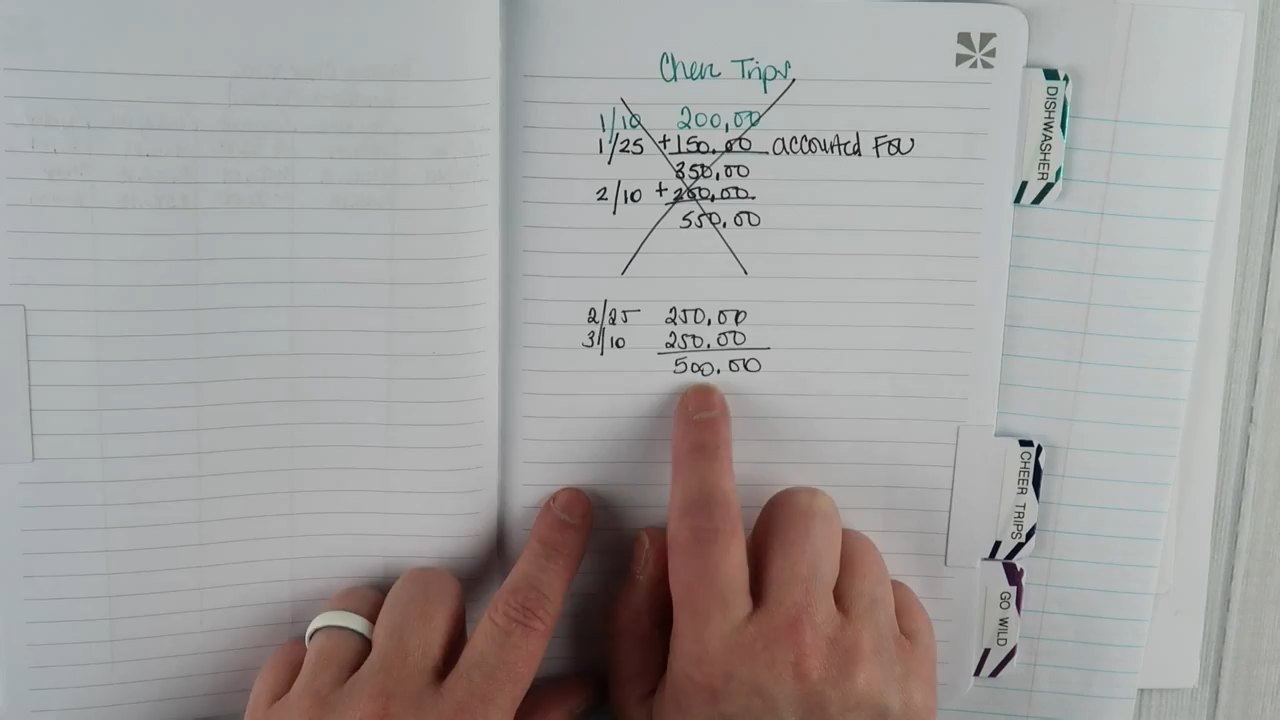 Cheer Trips
1/10 200.00
1/25 +150.00 accounted For
350.00
2/10 +200.00
550.00
2/25 250.00
3/10 250.00
500.00
DISHWASHER
CHEER TRIPS
GO WILD